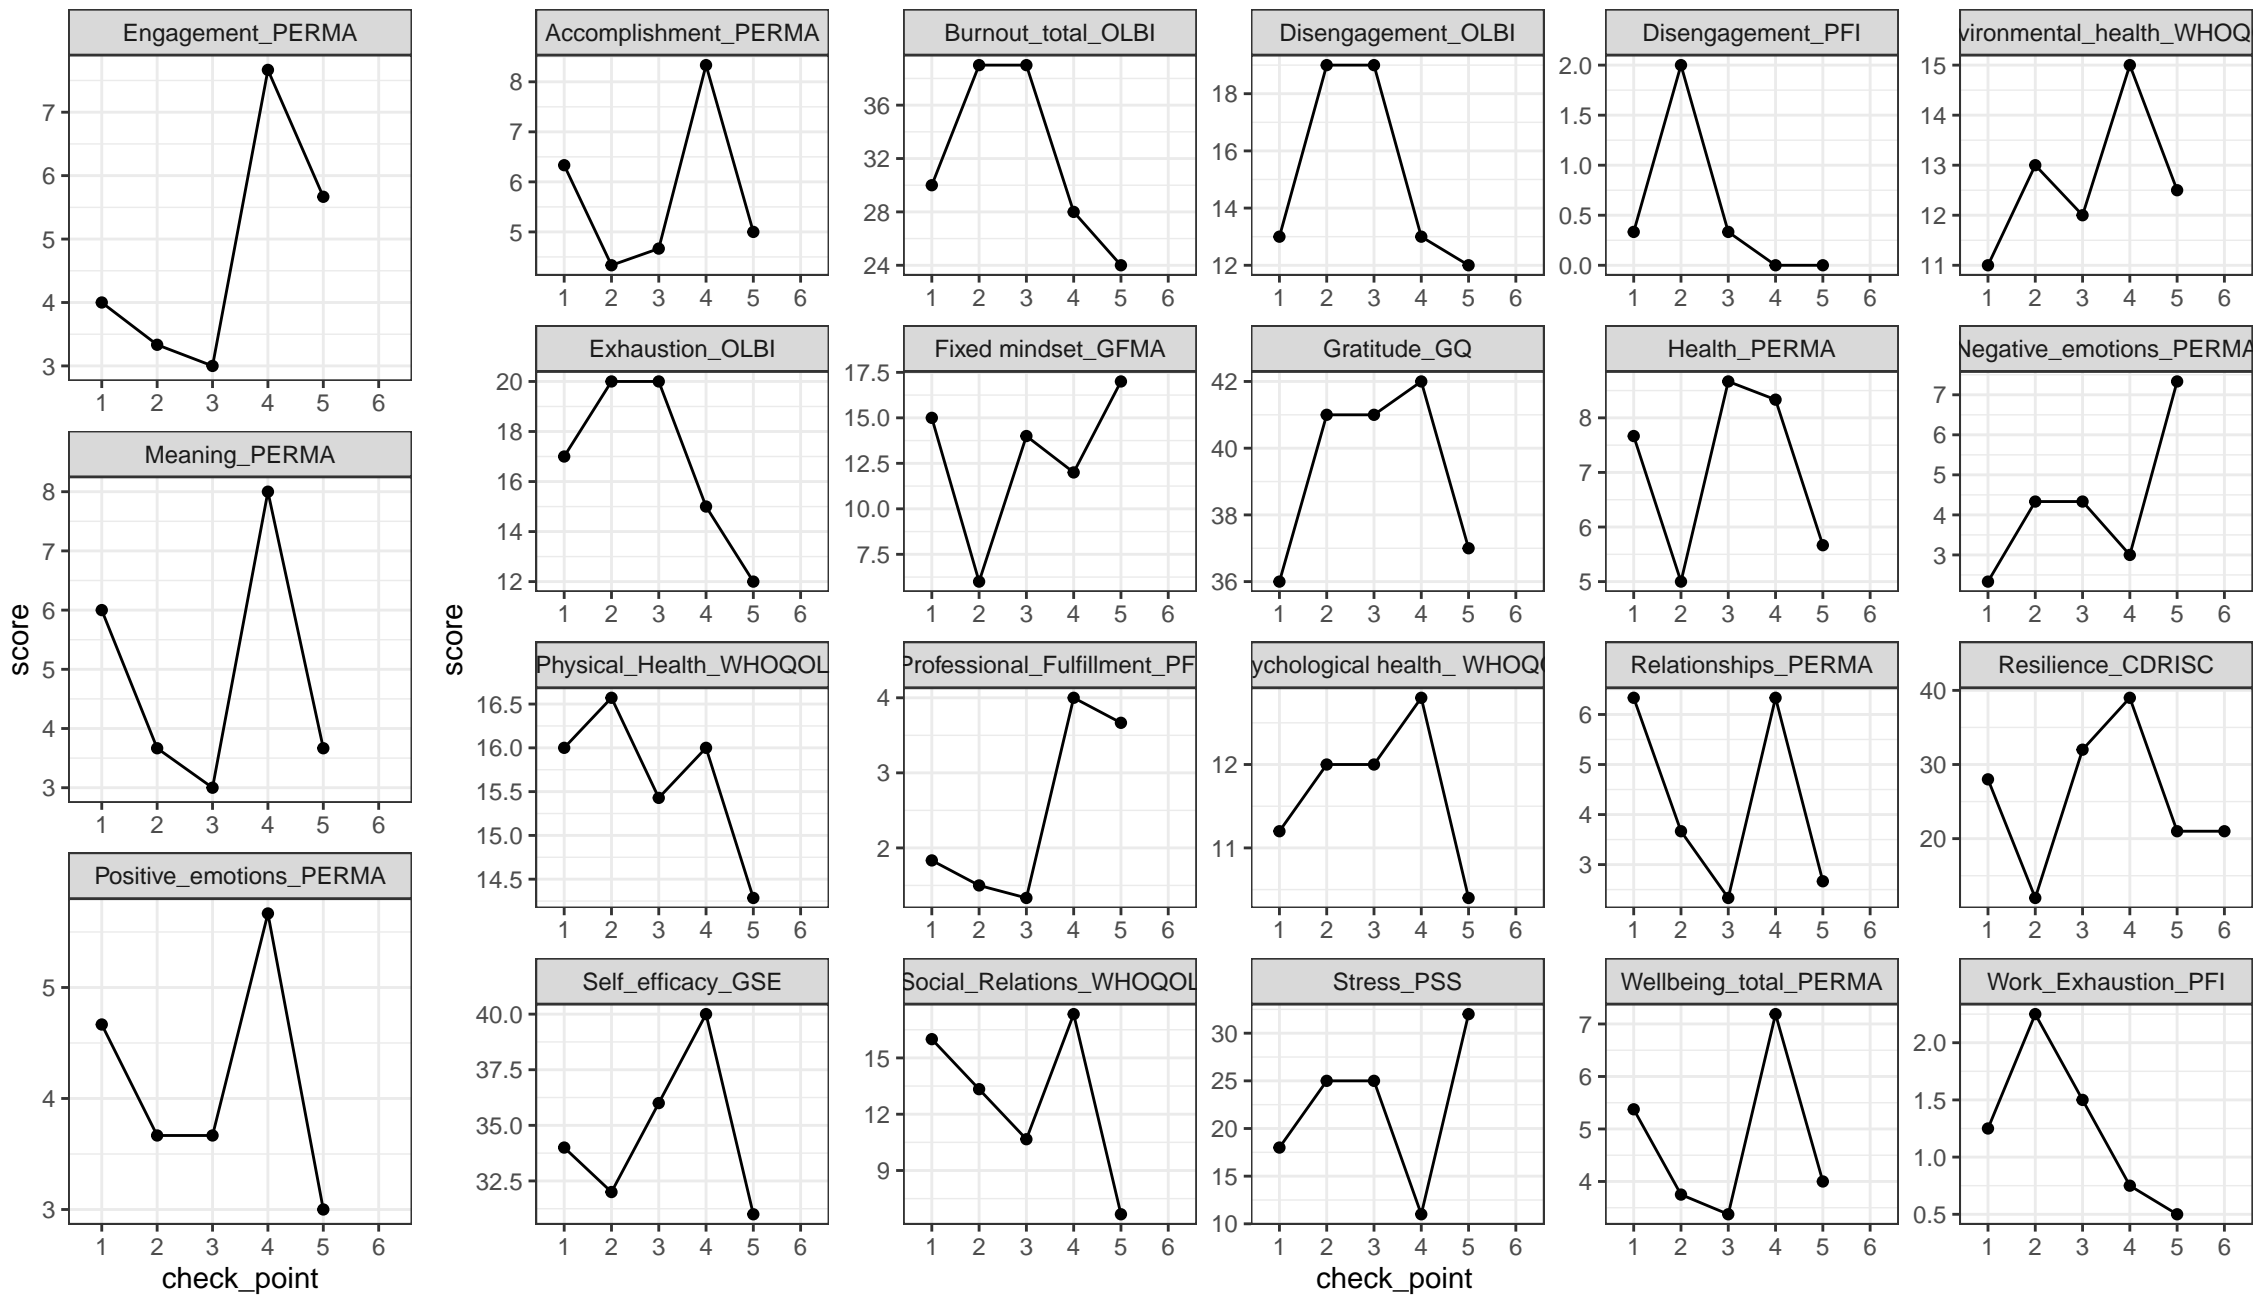 Engagement_PERMA
7
6
5
4
3
1 2 3 4 5 6
Meaning_PERMA
8
7
6
5
4
3
1 2 3 4 5 6
Positive_emotions_PERMA
5
4
3
1 2 3 4 5 6
score
check_point
Accomplishment_PERMA
8
7
6
5
1 2 3 4 5 6
Burnout_total_OLBI
36
32
28
24
1 2 3 4 5 6
Disengagement_OLBI
18
16
14
12
1 2 3 4 5 6
Disengagement_PFI
2.0
1.5
1.0
0.5
0.0
1 2 3 4 5 6
vironmental_health_WHOQ
15
14
13
12
11
1 2 3 4 5 6
Exhaustion_OLBI
20
18
16
14
12
1 2 3 4 5 6
Fixed mindset_GFMA
17.5
15.0
12.5
10.0
7.5
1 2 3 4 5 6
Gratitude_GQ
42
40
38
36
1 2 3 4 5 6
Health_PERMA
8
7
6
5
1 2 3 4 5 6
Negative_emotions_PERMA
7
6
5
4
3
1 2 3 4 5 6
Physical_Health_WHOQOL
16.5
16.0
15.5
15.0
14.5
1 2 3 4 5 6
Professional_Fulfillment_PF
4
3
2
1 2 3 4 5 6
ychological health_ WHOQ
12
11
1 2 3 4 5 6
Relationships_PERMA
6
5
4
3
1 2 3 4 5 6
Resilience_CDRISC
40
30
20
1 2 3 4 5 6
Self_efficacy_GSE
40.0
37.5
35.0
32.5
1 2 3 4 5 6
Social_Relations_WHOQOL
15
12
9
1 2 3 4 5 6
Stress_PSS
30
25
20
15
10
1 2 3 4 5 6
Wellbeing_total_PERMA
7
6
5
4
1 2 3 4 5 6
Work_Exhaustion_PFI
2.0
1.5
1.0
0.5
1 2 3 4 5 6
score
check_point